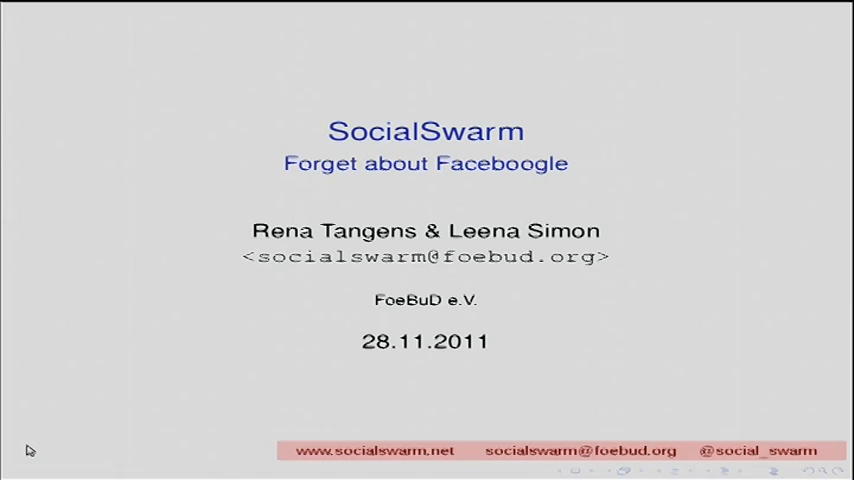 SocialSwarm
Forget about Faceboogle
Rena Tangens & Leena Simon
<socialswarm@foebud.org>
FoeBuD e.V.
28.11.2011
www.socialswarm.net socialswarm@foebud.org @social_swarm